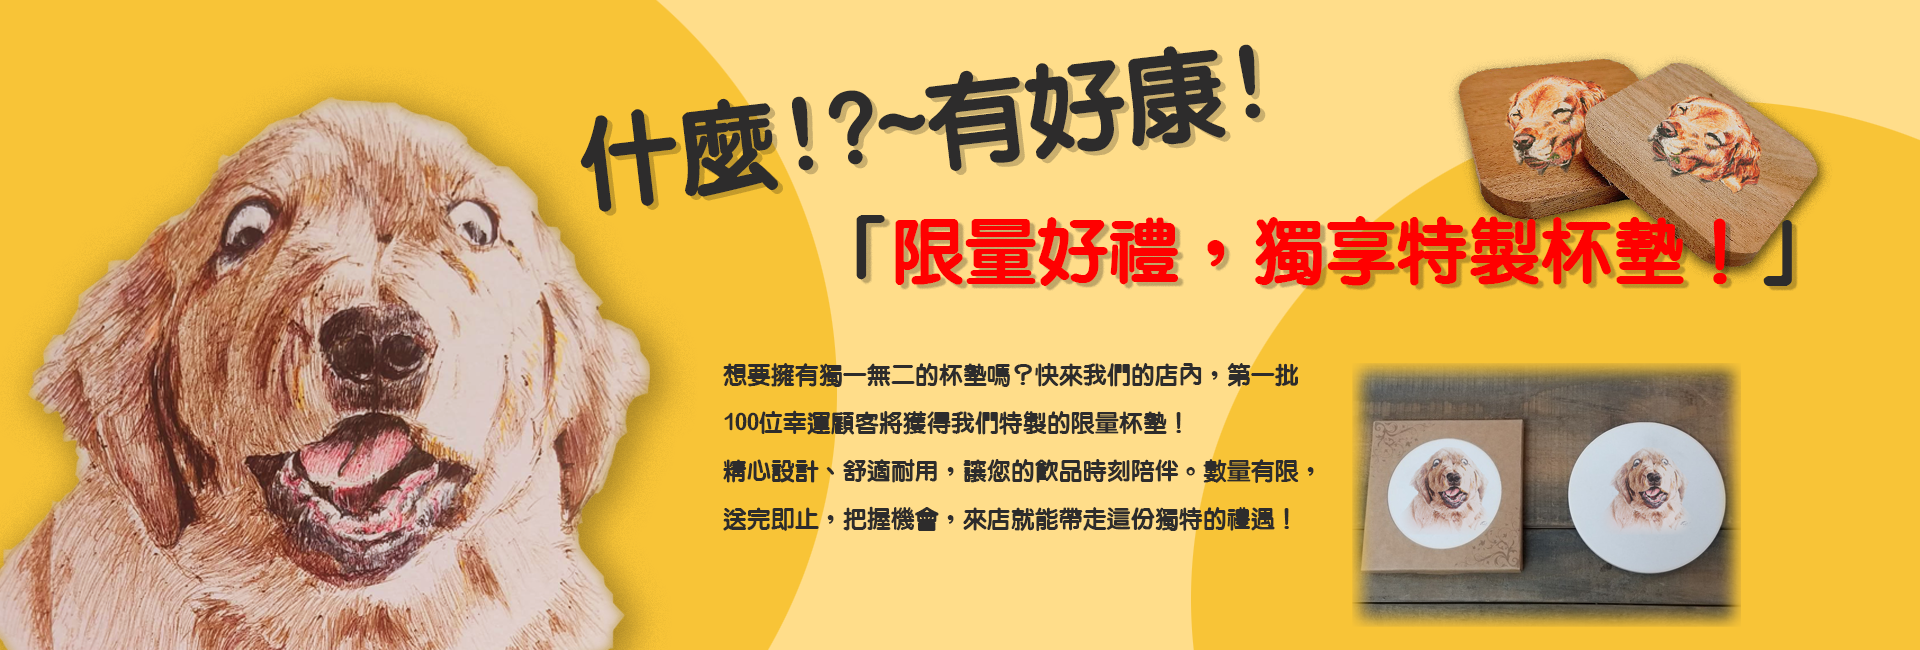 什麼!?~有好康!
「限量好禮，獨享特製杯墊！」
想要擁有獨一無二的杯墊嗎？快來我們的店內，第一批
100位幸運顧客將獲得我們特製的限量杯墊！
精心設計、舒適耐用，讓您的飲品時刻陪伴。數量有限，
送完即止，把握機會，來店就能帶走這份獨特的禮遇！